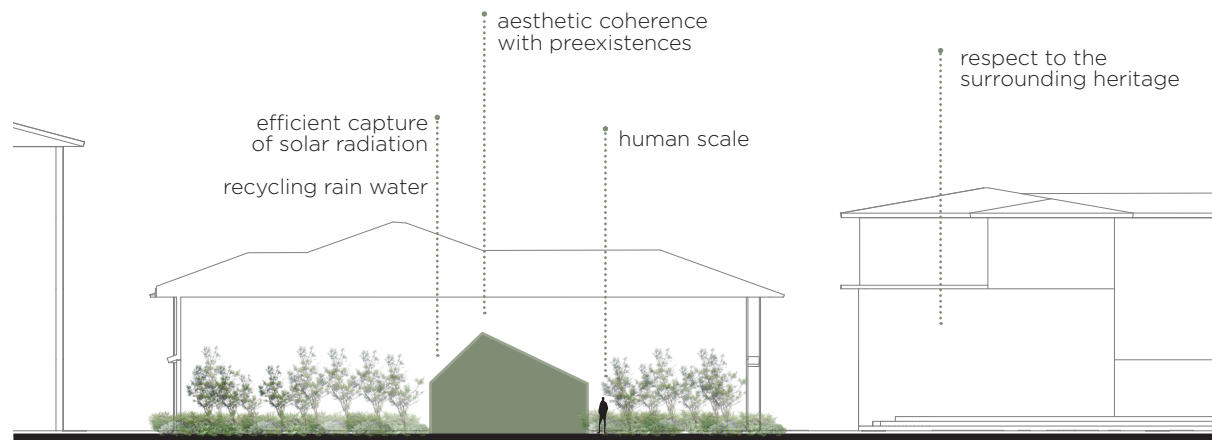 aesthetic coherence
with preexistences
respect to the
surrounding heritage
efficient capture
of solar radiation
human scale
recycling rain water